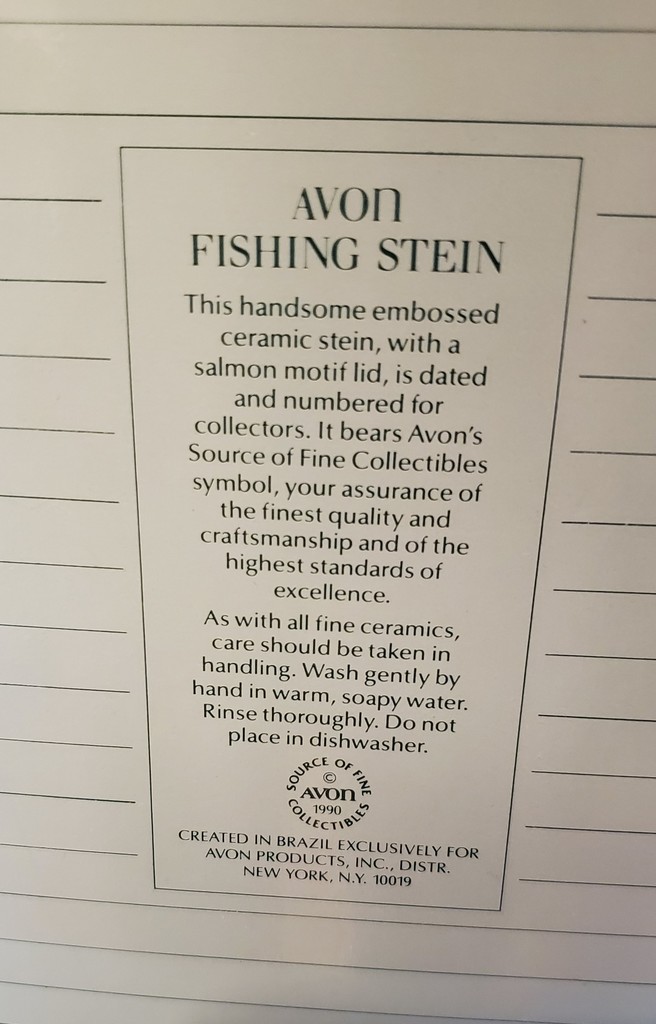 AVON
FISHING STEIN
This handsome embossed
ceramic stein, with a
salmon motif lid, is dated
and numbered for
collectors. It bears Avon's
Source of Fine Collectibles
symbol, your assurance of
the finest quality and
craftsmanship and of the
highest standards of
excellence.
As with all fine ceramics,
care should be taken in
handling. Wash gently by
hand in warm, soapy water.
Rinse thoroughly. Do not
place in dishwasher.
SOURCE OF FINE
©
AVON
1990
COLLECTIBLES
CREATED IN BRAZIL EXCLUSIVELY FOR
AVON PRODUCTS, INC., DISTR.
NEW YORK, N.Y. 10019